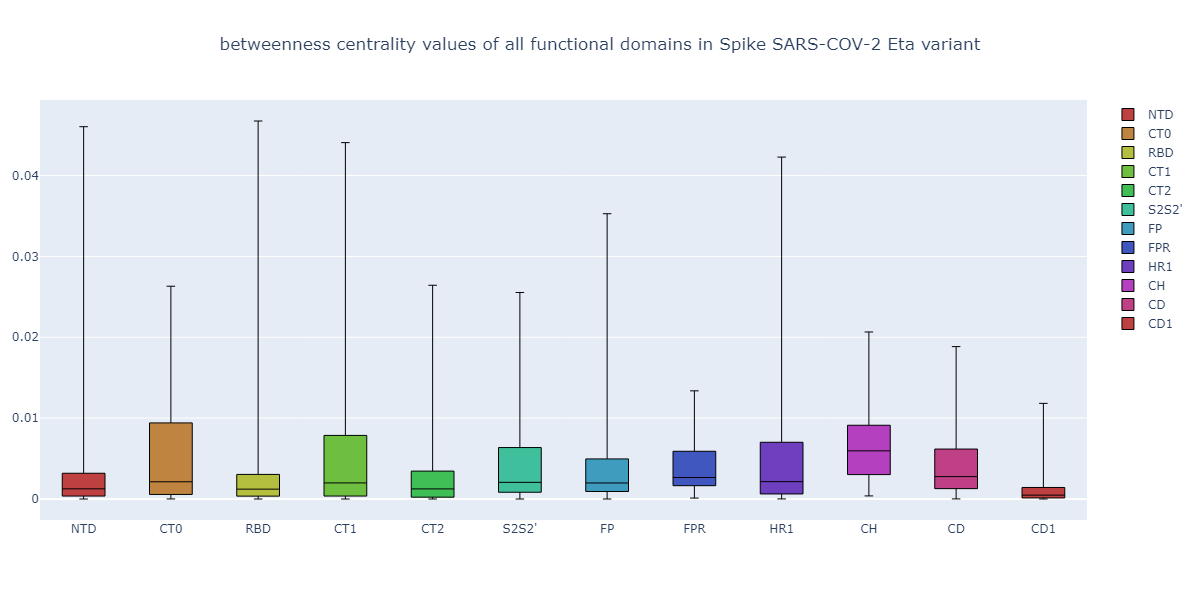 betweenness centrality values of all functional domains in Spike SARS-COV-2 Eta variant
0.04
0.03
0.02
0.01
0
NTD
CT0
RBD
CT1
CT2
S2S2'
FP
FPR
HR1
CH
CD
CD1
NTD
CT0
RBD
CT1
CT2
S2S2'
FP
FPR
HR1
CH
CD
CD1